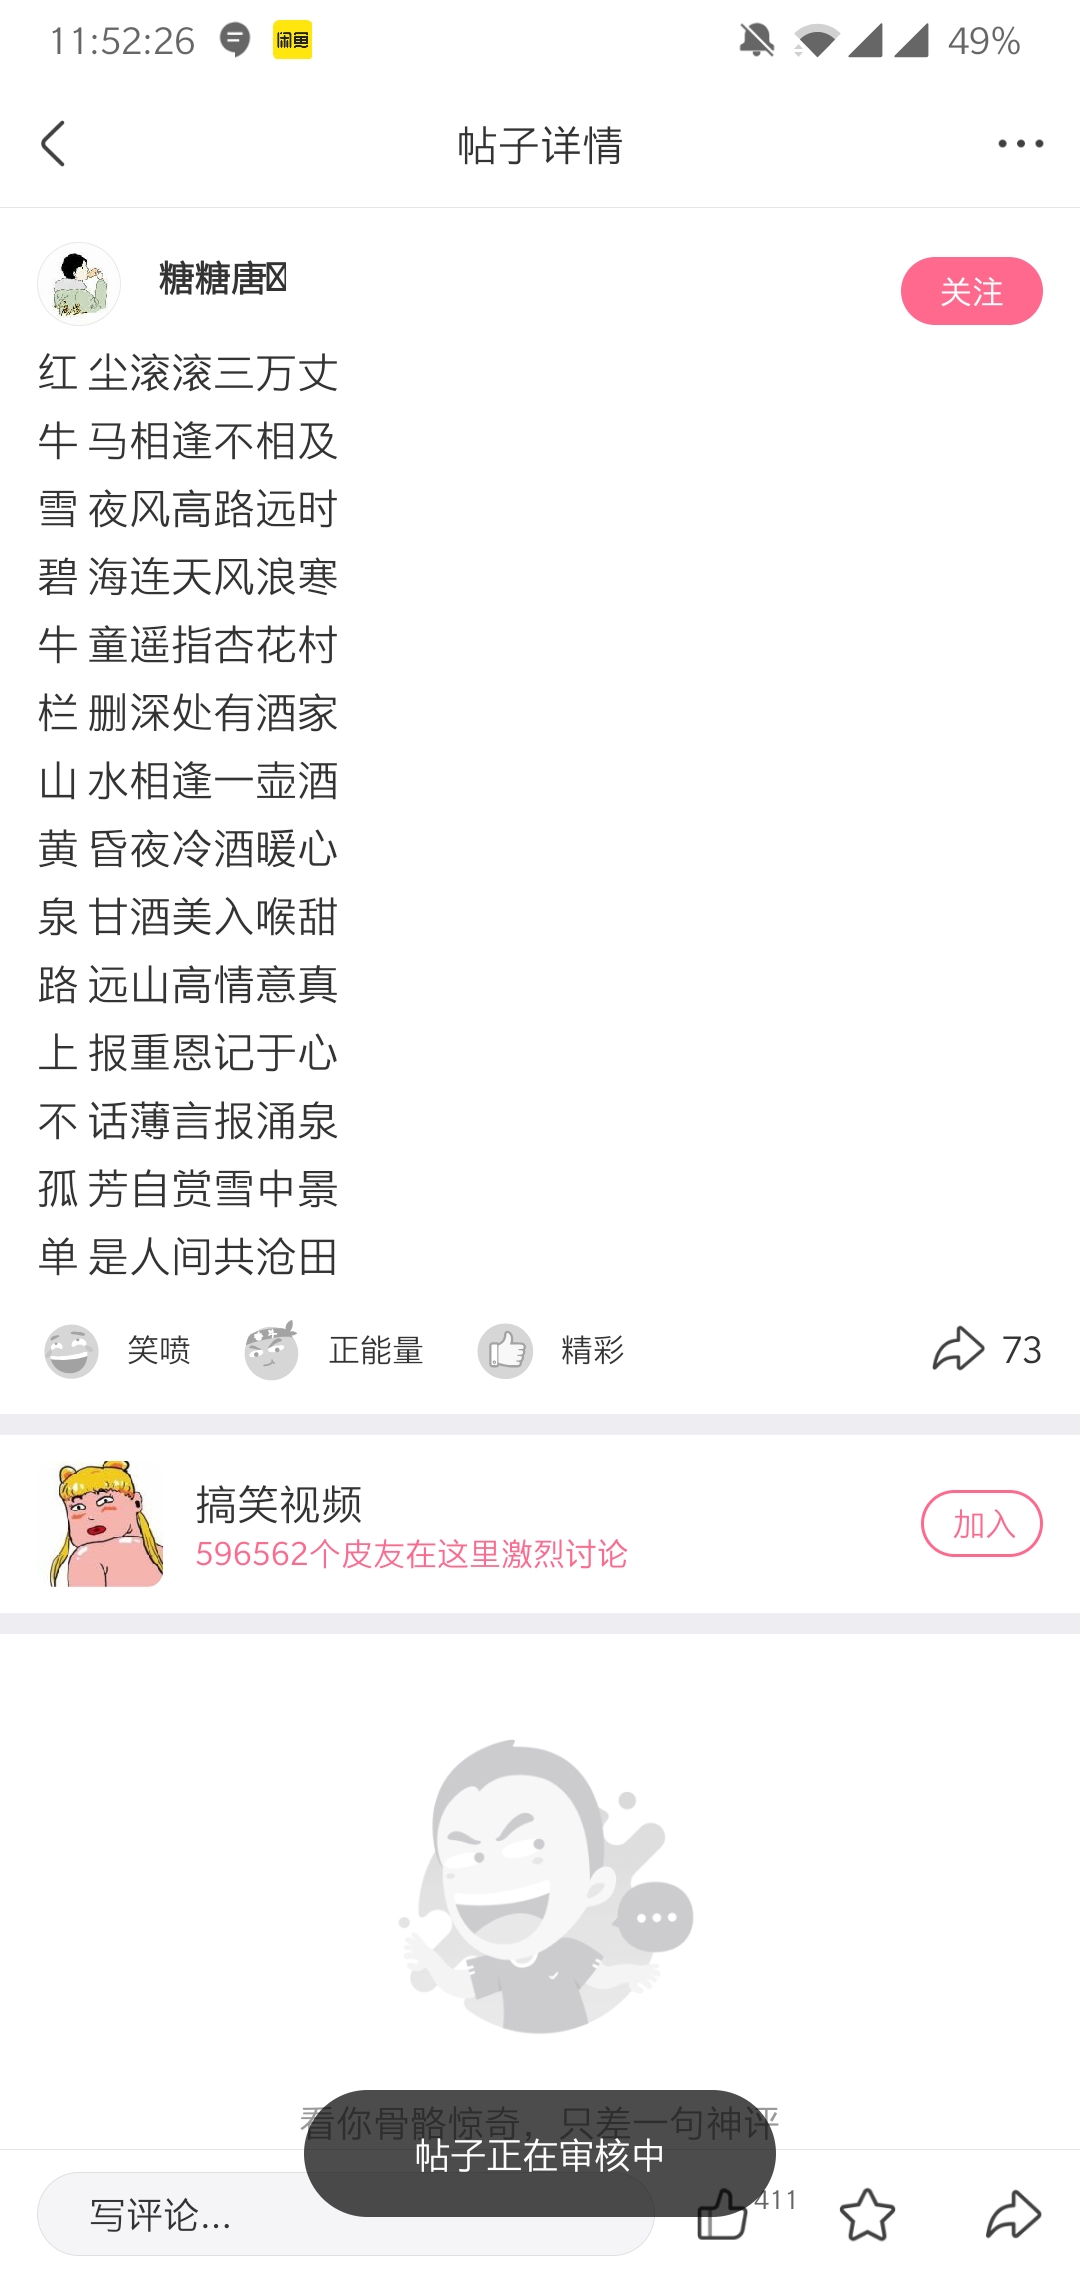 11:52:26
闲鱼
49%
帖子详情
糖糖唐
关注
红 尘滚滚三万丈
牛 马相逢不相及
雪 夜风高路远时
碧 海连天风浪寒
牛 童遥指杏花村
栏 删深处有酒家
山 水相逢一壶酒
黄 昏夜冷酒暖心
泉 甘酒美入喉甜
路 远山高情意真
上 报重恩记于心
不 话薄言报涌泉
孤 芳自赏雪中景
单 是人间共沧田
笑喷
正能量
精彩
73
搞笑视频
596562个皮友在这里激烈讨论
加入
看你骨骼惊奇，只差一句神评
帖子正在审核中
写评论...
411